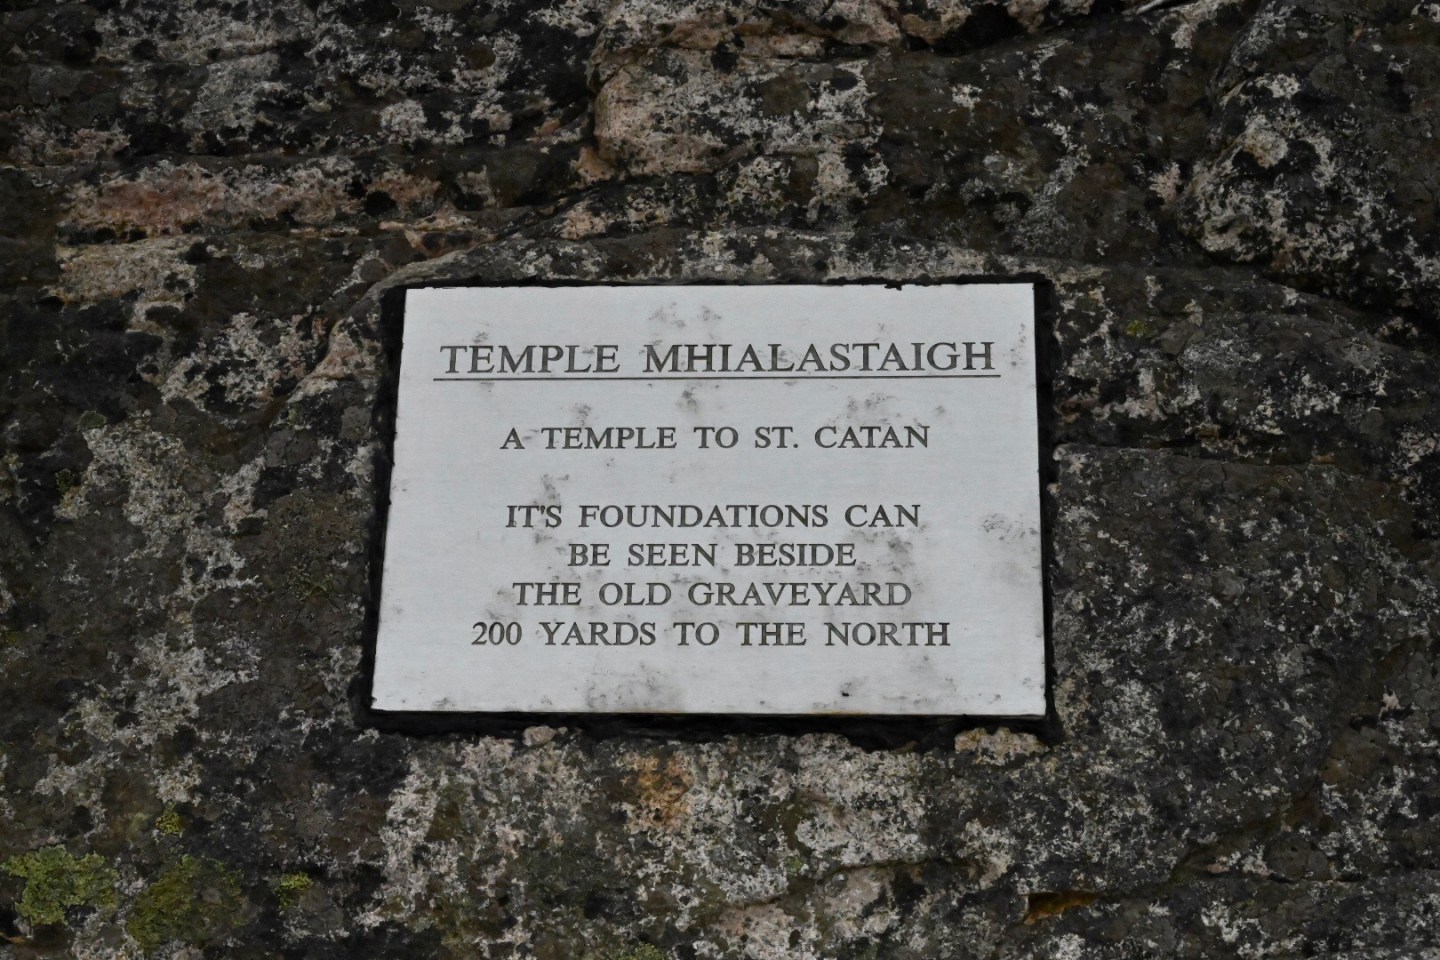 TEMPLE MHIALASTAIGH
A TEMPLE TO ST. CATAN
IT'S FOUNDATIONS CAN
BE SEEN BESIDE
THE OLD GRAVEYARD
200 YARDS TO THE NORTH